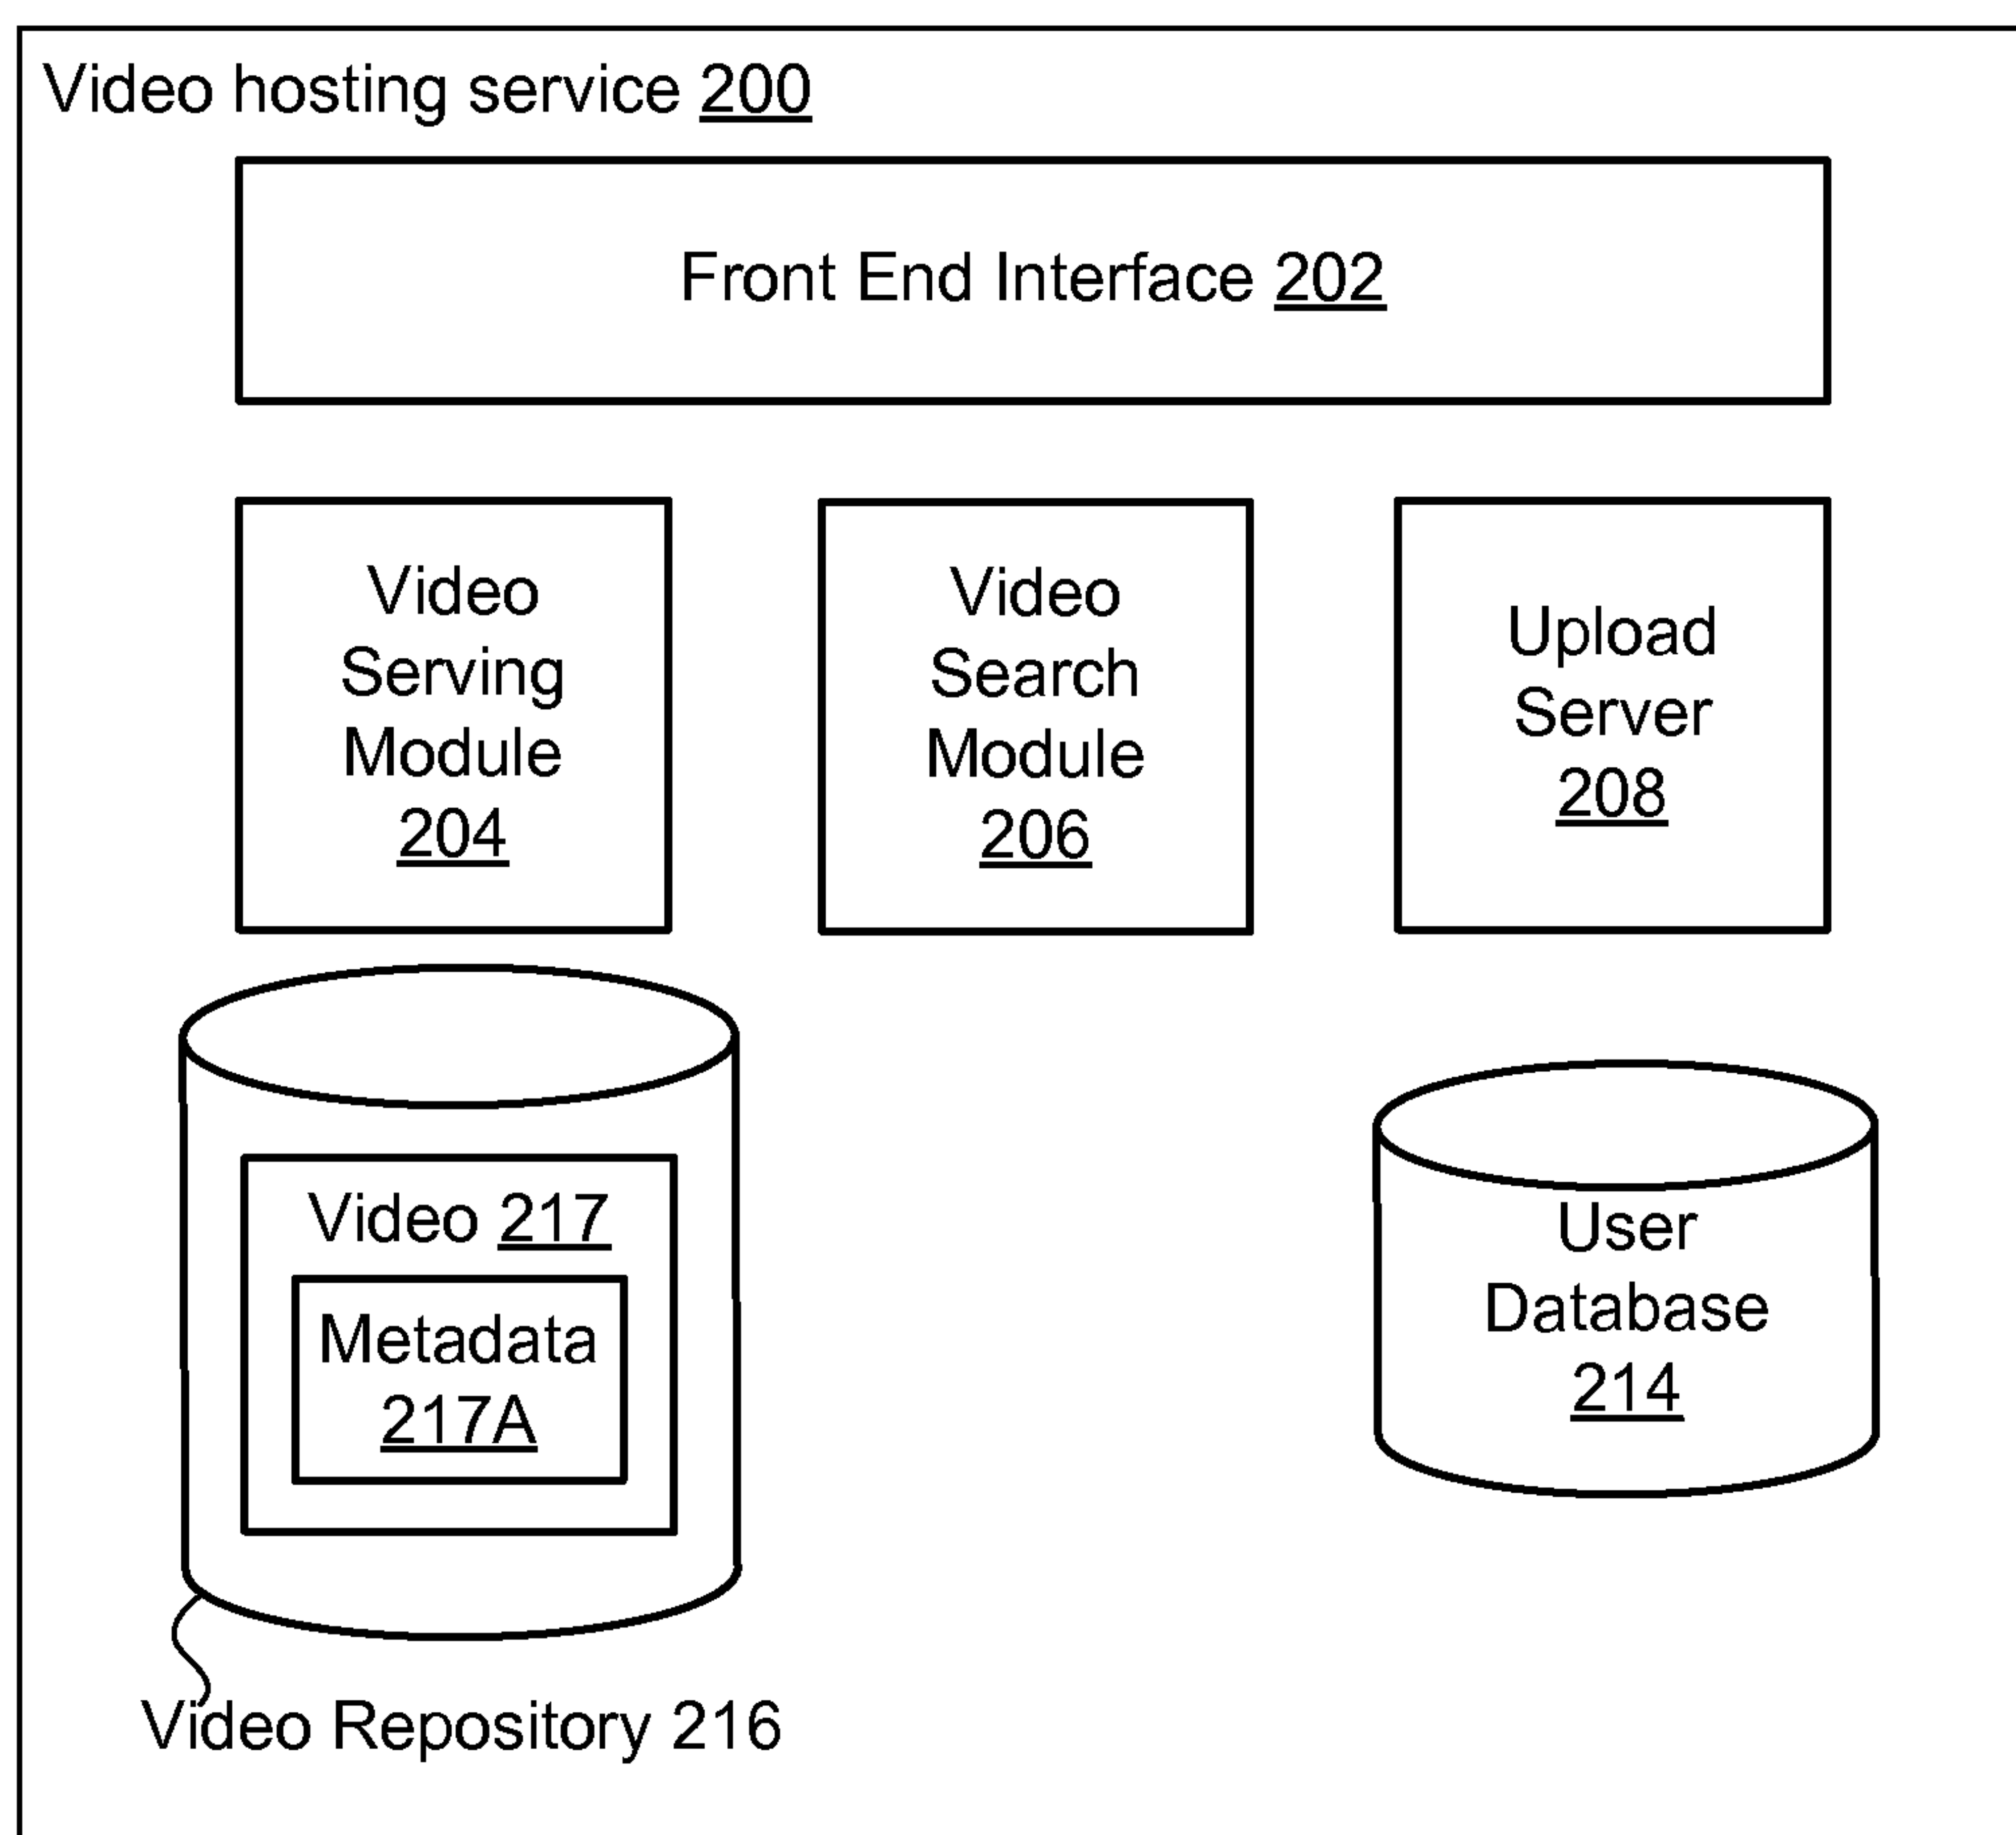 Video hosting service 200
Front End Interface 202
Video
Serving
Module
204
Video
Search
Module
206
Upload
Server
208
Video 217
Metadata
217A
User
Database
214
Video Repository 216